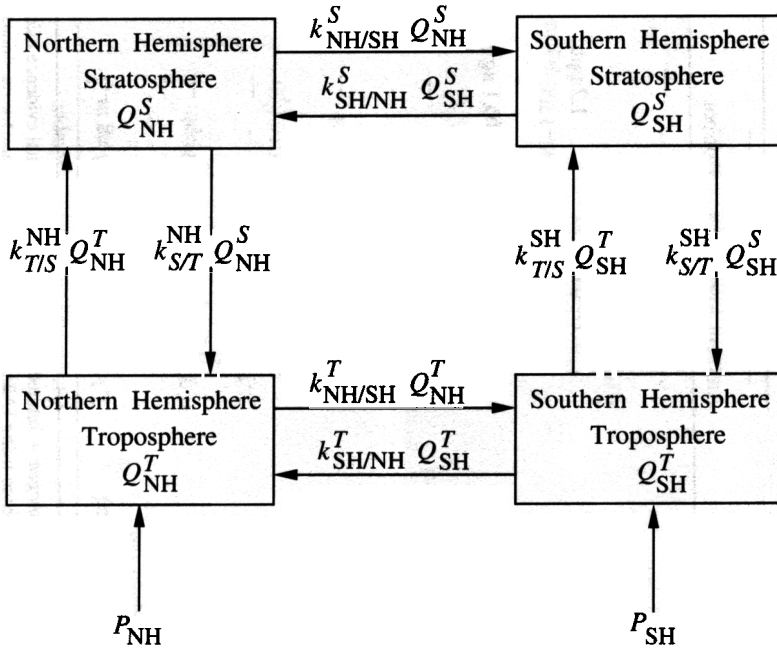 Northern Hemisphere
Stratosphere
Q^S_NH
k^S_NH/SH Q^S_NH
k^S_SH/NH Q^S_SH
Southern Hemisphere
Stratosphere
Q^S_SH
k^NH_T/S Q^T_NH
k^NH_S/T Q^S_NH
k^SH_T/S Q^T_SH
k^SH_S/T Q^S_SH
Northern Hemisphere
Troposphere
Q^T_NH
k^T_NH/SH Q^T_NH
k^T_SH/NH Q^T_SH
Southern Hemisphere
Troposphere
Q^T_SH
P_NH
P_SH